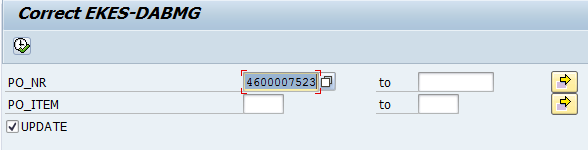 Correct EKES-DABMG
PO_NR 4600007523 to
PO_ITEM to
UPDATE